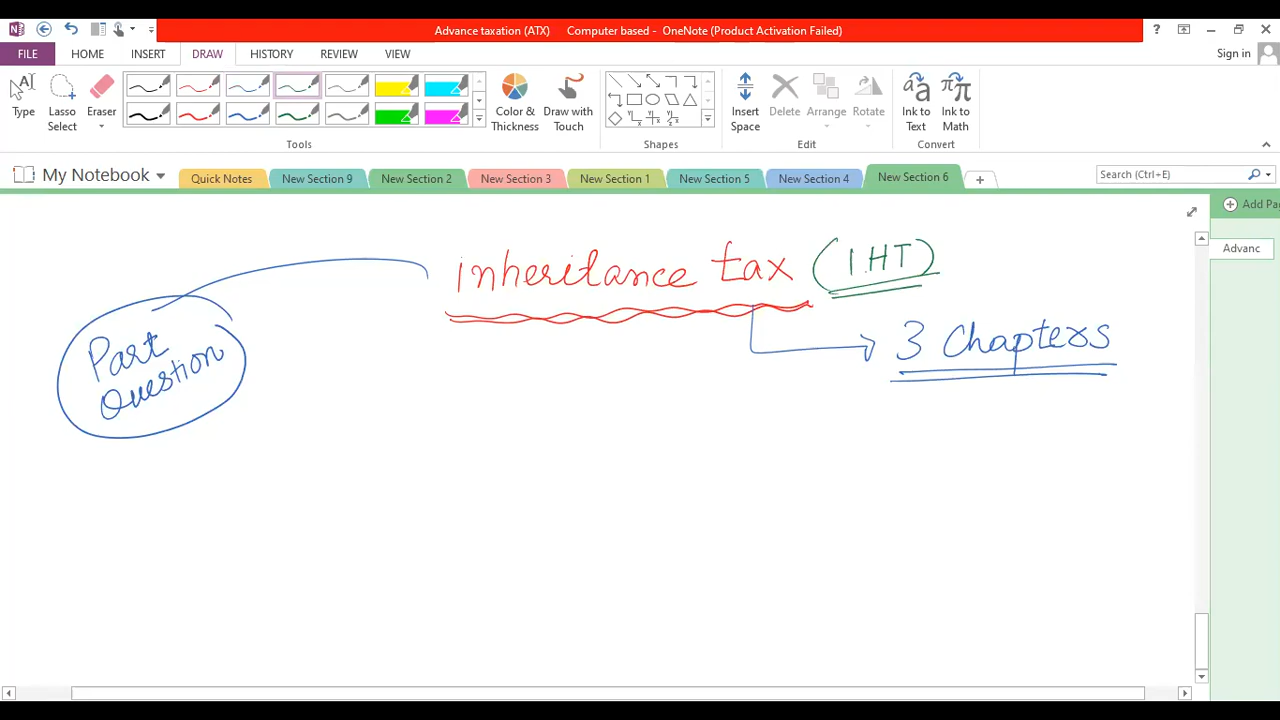 Advance taxation (ATX) Computer based - OneNote (Product Activation Failed)
FILE HOME INSERT DRAW HISTORY REVIEW VIEW
Sign in
Type
Lasso Select
Eraser
Color & Thickness
Draw with Touch
Insert Space
Delete
Arrange
Rotate
Ink to Text
Ink to Math
Tools
Shapes
Edit
Convert
My Notebook
Quick Notes
New Section 9
New Section 2
New Section 3
New Section 1
New Section 5
New Section 4
New Section 6
Search (Ctrl+E)
Add Pag
Advanc
inheritance tax (I.HT)
3 Chapters
Part
Question